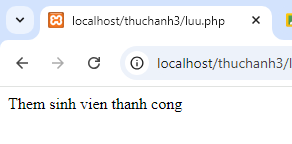 localhost/thuchanh3/luu.php
localhost/thuchanh3/l
Them sinh vien thanh cong